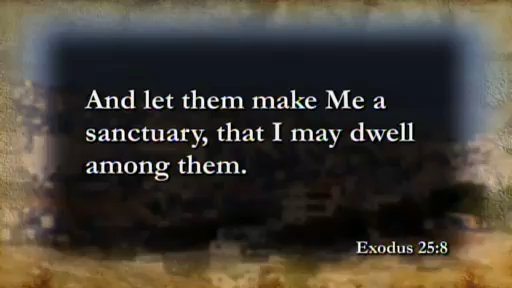 And let them make Me a
sanctuary, that I may dwell
among them.
Exodus 25:8